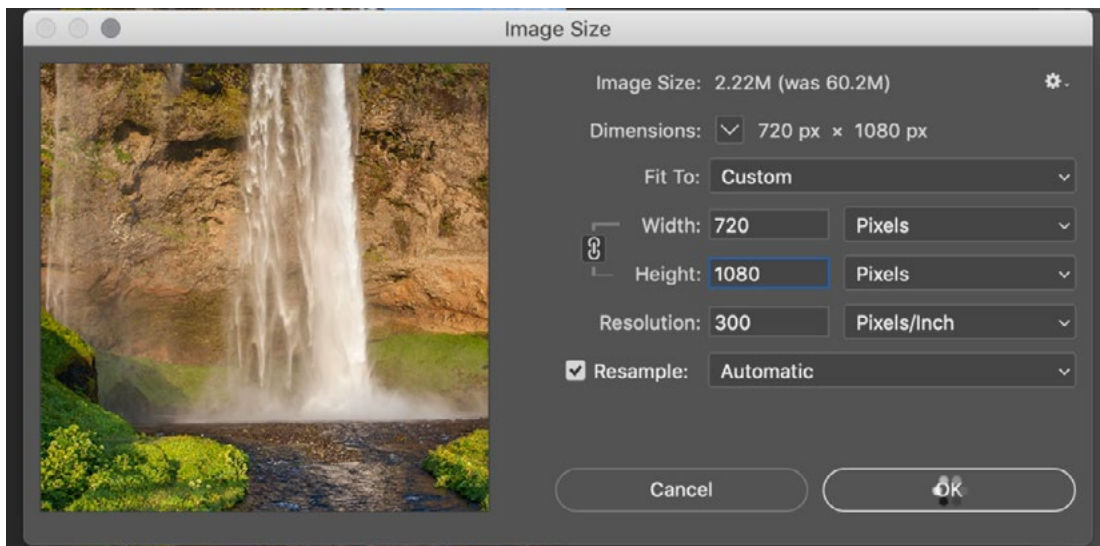 Image Size
Image Size: 2.22M (was 60.2M)
Dimensions: 720 px × 1080 px
Fit To: Custom
Width: 720 Pixels
Height: 1080 Pixels
Resolution: 300 Pixels/Inch
Resample: Automatic
Cancel OK